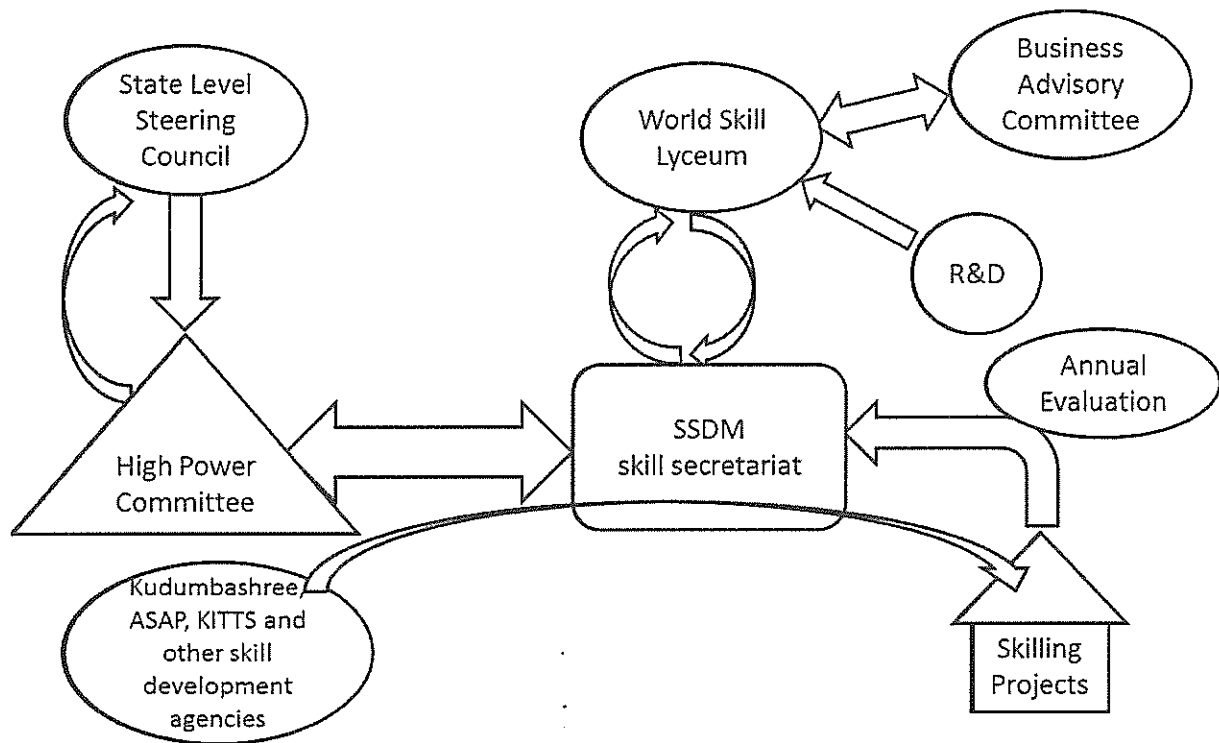 State Level
Steering
Council
World Skill
Lyceum
Business
Advisory
Committee
R&D
Annual
Evaluation
SSDM
skill secretariat
High Power
Committee
Kudumbashree,
ASAP, KITTS and
other skill
development
agencies
Skilling
Projects